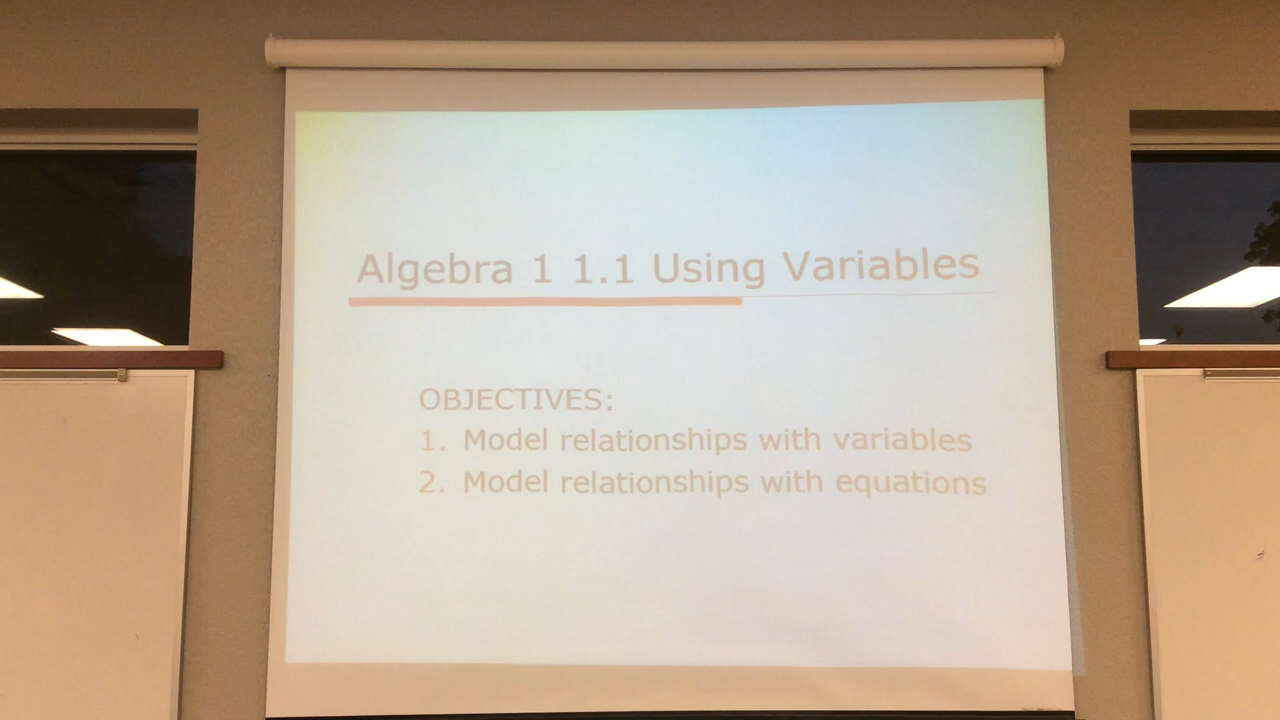 Algebra 1 1.1 Using Variables
OBJECTIVES:
1. Model relationships with variables
2. Model relationships with equations